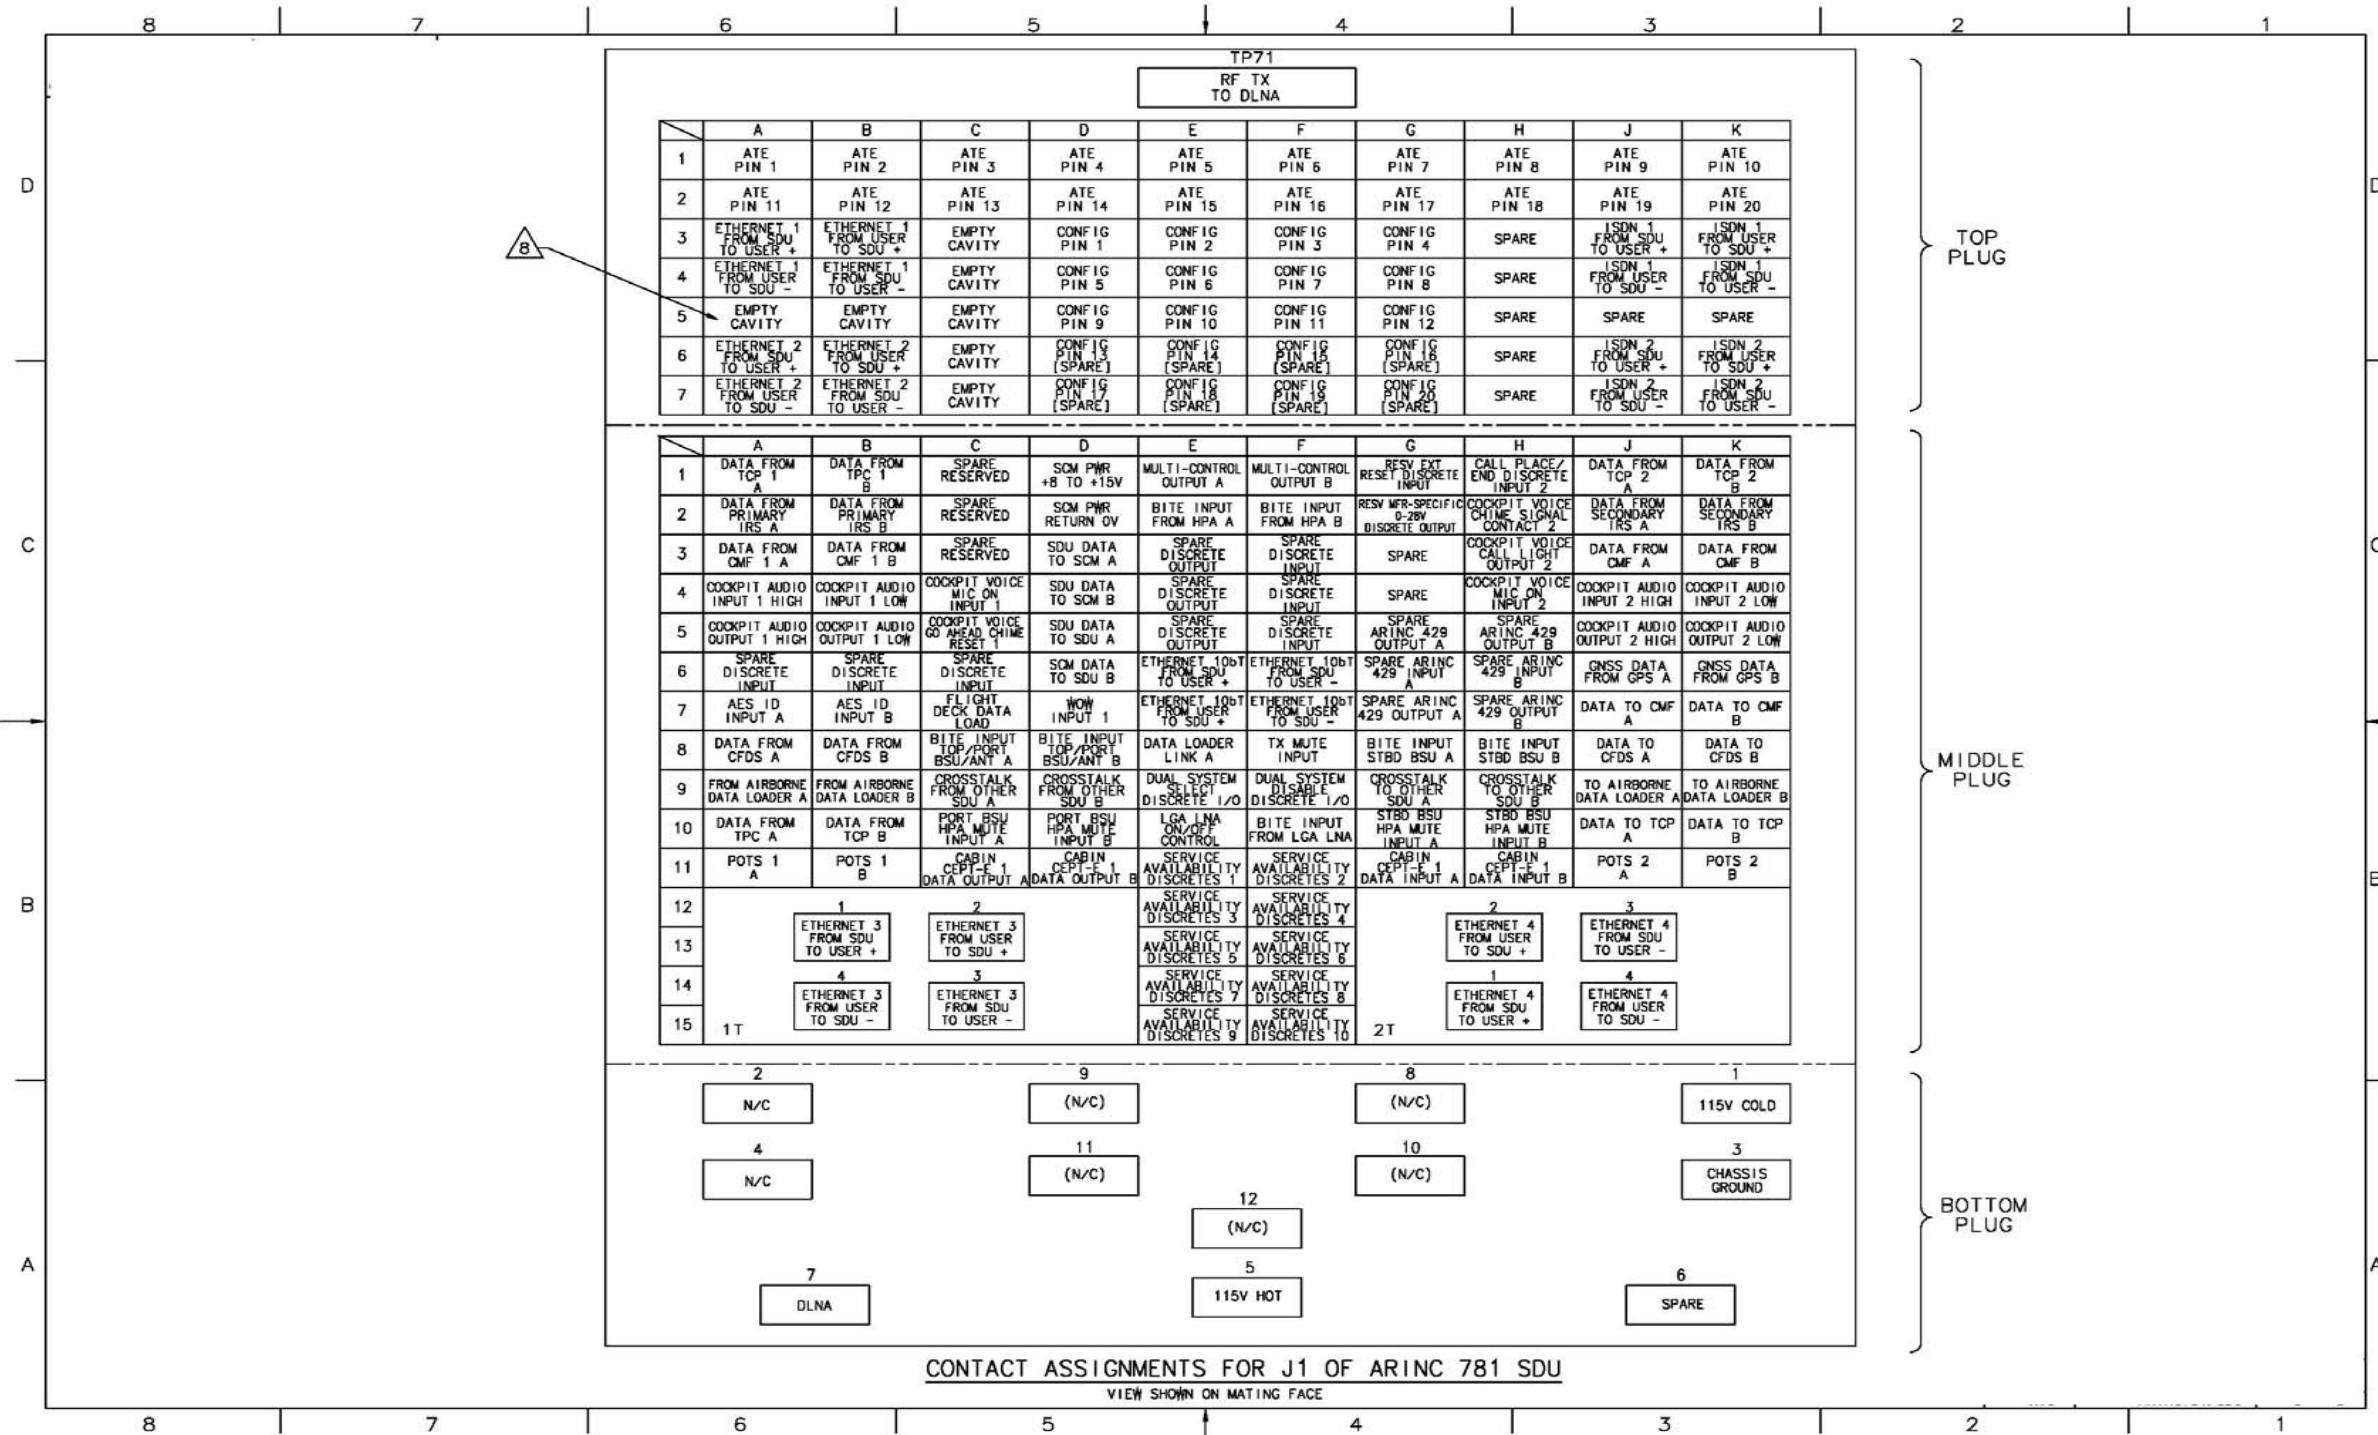 8 7 6 5 4 3 2 1
TP71
RF TX
TO DLNA
A B C D E F G H J K
1 ATE PIN 1 ATE PIN 2 ATE PIN 3 ATE PIN 4 ATE PIN 5 ATE PIN 6 ATE PIN 7 ATE PIN 8 ATE PIN 9 ATE PIN 10
2 ATE PIN 11 ATE PIN 12 ATE PIN 13 ATE PIN 14 ATE PIN 15 ATE PIN 16 ATE PIN 17 ATE PIN 18 ATE PIN 19 ATE PIN 20
3 ETHERNET 1 FROM SDU TO USER + ETHERNET 1 FROM USER TO SDU + EMPTY CAVITY CONFIG PIN 1 CONFIG PIN 2 CONFIG PIN 3 CONFIG PIN 4 SPARE ISDN 1 FROM SDU TO USER + ISDN 1 FROM USER TO SDU +
4 ETHERNET 1 FROM USER TO SDU - ETHERNET 1 FROM SDU TO USER - EMPTY CAVITY CONFIG PIN 5 CONFIG PIN 6 CONFIG PIN 7 CONFIG PIN 8 SPARE ISDN 1 FROM USER TO SDU - ISDN 1 FROM SDU TO USER -
5 EMPTY CAVITY EMPTY CAVITY EMPTY CAVITY CONFIG PIN 9 CONFIG PIN 10 CONFIG PIN 11 CONFIG PIN 12 SPARE SPARE SPARE
6 ETHERNET 2 FROM SDU TO USER + ETHERNET 2 FROM USER TO SDU + EMPTY CAVITY CONFIG PIN 13 [SPARE] CONFIG PIN 14 [SPARE] CONFIG PIN 15 [SPARE] CONFIG PIN 16 [SPARE] SPARE ISDN 2 FROM SDU TO USER + ISDN 2 FROM USER TO SDU +
7 ETHERNET 2 FROM USER TO SDU - ETHERNET 2 FROM SDU TO USER - EMPTY CAVITY CONFIG PIN 17 [SPARE] CONFIG PIN 18 [SPARE] CONFIG PIN 19 [SPARE] CONFIG PIN 20 [SPARE] SPARE ISDN 2 FROM USER TO SDU - ISDN 2 FROM SDU TO USER -
8
D
D
TOP
PLUG
A B C D E F G H J K
1 DATA FROM TCP 1 A DATA FROM TPC 1 B SPARE RESERVED SCM PWR +8 TO +15V MULTI-CONTROL OUTPUT A MULTI-CONTROL OUTPUT B RESV EXT RESET DISCRETE INPUT CALL PLACE/ END DISCRETE INPUT 2 DATA FROM TCP 2 A DATA FROM TCP 2 B
2 DATA FROM PRIMARY IRS A DATA FROM PRIMARY IRS B SPARE RESERVED SCM PWR RETURN 0V BITE INPUT FROM HPA A BITE INPUT FROM HPA B RESV MFR-SPECIFIC 0-28V DISCRETE OUTPUT COCKPIT VOICE CHIME SIGNAL CONTACT 2 DATA FROM SECONDARY IRS A DATA FROM SECONDARY IRS B
3 DATA FROM CMF 1 A DATA FROM CMF 1 B SPARE RESERVED SDU DATA TO SCM A SPARE DISCRETE OUTPUT SPARE DISCRETE INPUT SPARE COCKPIT VOICE CALL LIGHT OUTPUT 2 DATA FROM CMF A DATA FROM CMF B
4 COCKPIT AUDIO INPUT 1 HIGH COCKPIT AUDIO INPUT 1 LOW COCKPIT VOICE MIC ON INPUT 1 SDU DATA TO SCM B SPARE DISCRETE OUTPUT SPARE DISCRETE INPUT SPARE COCKPIT VOICE MIC ON INPUT 2 COCKPIT AUDIO INPUT 2 HIGH COCKPIT AUDIO INPUT 2 LOW
5 COCKPIT AUDIO OUTPUT 1 HIGH COCKPIT AUDIO OUTPUT 1 LOW COCKPIT VOICE GO AHEAD CHIME RESET 1 SDU DATA TO SDU A SPARE DISCRETE OUTPUT SPARE DISCRETE INPUT SPARE ARINC 429 OUTPUT A SPARE ARINC 429 OUTPUT B COCKPIT AUDIO OUTPUT 2 HIGH COCKPIT AUDIO OUTPUT 2 LOW
6 SPARE DISCRETE INPUT SPARE DISCRETE INPUT SPARE DISCRETE INPUT SCM DATA TO SDU B ETHERNET 10bT FROM SDU TO USER + ETHERNET 10bT FROM SDU TO USER - SPARE ARINC 429 INPUT A SPARE ARINC 429 INPUT B GNSS DATA FROM GPS A GNSS DATA FROM GPS B
7 AES ID INPUT A AES ID INPUT B FLIGHT DECK DATA LOAD WOW INPUT 1 ETHERNET 10bT FROM USER TO SDU + ETHERNET 10bT FROM USER TO SDU - SPARE ARINC 429 OUTPUT A SPARE ARINC 429 OUTPUT B DATA TO CMF A DATA TO CMF B
8 DATA FROM CFDS A DATA FROM CFDS B BITE INPUT TOP/PORT BSU/ANT A BITE INPUT TOP/PORT BSU/ANT B DATA LOADER LINK A TX MUTE INPUT BITE INPUT STBD BSU A BITE INPUT STBD BSU B DATA TO CFDS A DATA TO CFDS B
9 FROM AIRBORNE DATA LOADER A FROM AIRBORNE DATA LOADER B CROSSTALK FROM OTHER SDU A CROSSTALK FROM OTHER SDU B DUAL SYSTEM SELECT DISCRETE I/O DUAL SYSTEM DISABLE DISCRETE I/O CROSSTALK TO OTHER SDU A CROSSTALK TO OTHER SDU B TO AIRBORNE DATA LOADER A TO AIRBORNE DATA LOADER B
10 DATA FROM TPC A DATA FROM TCP B PORT BSU HPA MUTE INPUT A PORT BSU HPA MUTE INPUT B LGA LNA ON/OFF CONTROL BITE INPUT FROM LGA LNA STBD BSU HPA MUTE INPUT A STBD BSU HPA MUTE INPUT B DATA TO TCP A DATA TO TCP B
11 POTS 1 A POTS 1 B CABIN CEPT-E 1 DATA OUTPUT A CABIN CEPT-E 1 DATA OUTPUT B SERVICE AVAILABILITY DISCRETES 1 SERVICE AVAILABILITY DISCRETES 2 CABIN CEPT-E 1 DATA INPUT A CABIN CEPT-E 1 DATA INPUT B POTS 2 A POTS 2 B
12 SERVICE AVAILABILITY DISCRETES 3 SERVICE AVAILABILITY DISCRETES 4
13 1 ETHERNET 3 FROM SDU TO USER + 2 ETHERNET 3 FROM USER TO SDU + SERVICE AVAILABILITY DISCRETES 5 SERVICE AVAILABILITY DISCRETES 6 2 ETHERNET 4 FROM USER TO SDU + 3 ETHERNET 4 FROM SDU TO USER -
14 SERVICE AVAILABILITY DISCRETES 7 SERVICE AVAILABILITY DISCRETES 8
4 ETHERNET 3 FROM USER TO SDU - 3 ETHERNET 3 FROM SDU TO USER - 1 ETHERNET 4 FROM SDU TO USER + 4 ETHERNET 4 FROM USER TO SDU -
15 1T SERVICE AVAILABILITY DISCRETES 9 SERVICE AVAILABILITY DISCRETES 10 2T
C
B
MIDDLE
PLUG
2 9 8 1
N/C (N/C) (N/C) 115V COLD
4 11 10 3
N/C (N/C) (N/C) CHASSIS GROUND
12
(N/C)
7 5 6
DLNA 115V HOT SPARE
A
BOTTOM
PLUG
CONTACT ASSIGNMENTS FOR J1 OF ARINC 781 SDU
VIEW SHOWN ON MATING FACE
8 7 6 5 4 3 2 1